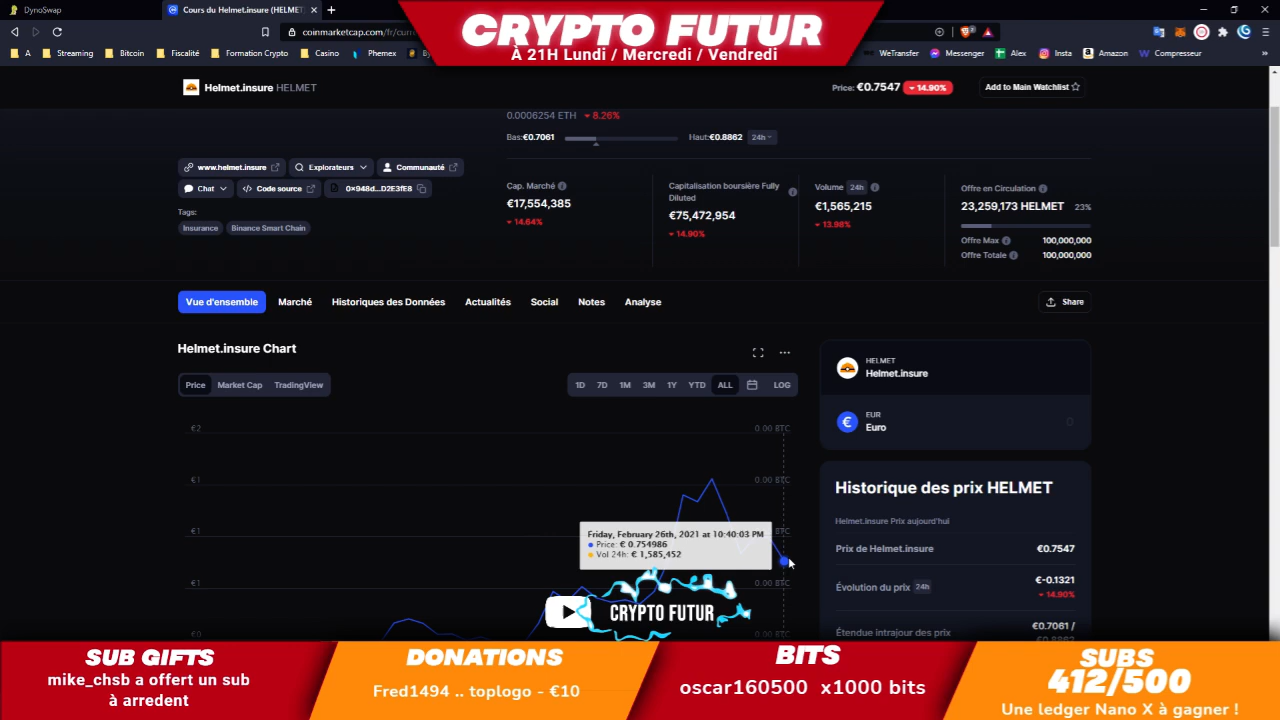 DynoSwap
Cours du Helmet.insure (HELMET)
CRYPTO FUTUR
À 21H Lundi / Mercredi / Vendredi
coinmarketcap.com/fr/curr
A
Streaming
Bitcoin
Fiscalité
Formation Crypto
Casino
Phemex
WeTransfer
Messenger
Alex
Insta
Amazon
Compresseur
Helmet.insure HELMET
Price: €0.7547
14.90%
Add to Main Watchlist
0.0006254 ETH
8.26%
Bas: €0.7061
Haut: €0.8862
24h
www.helmet.insure
Explorateurs
Communauté
Chat
Code source
0x948d...D2E3fE8
Tags:
Insurance
Binance Smart Chain
Cap. Marché
€17,554,385
14.64%
Capitalisation boursière Fully
Diluted
€75,472,954
14.90%
Volume 24h
€1,565,215
13.98%
Offre en Circulation
23,259,173 HELMET
23%
Offre Max
100,000,000
Offre Totale
100,000,000
Vue d'ensemble
Marché
Historiques des Données
Actualités
Social
Notes
Analyse
Share
Helmet.insure Chart
Price
Market Cap
TradingView
1D
7D
1M
3M
1Y
YTD
ALL
LOG
€2
0.00 BTC
€1
0.00 BTC
€1
€1
0.00 BTC
€0
0.00 BTC
Friday, February 26th, 2021 at 10:40:03 PM
Price: € 0.754986
Vol 24h: € 1,585,452
HELMET
Helmet.insure
EUR
Euro
Historique des prix HELMET
Helmet.insure Prix aujourd'hui
Prix de Helmet.insure
€0.7547
Évolution du prix 24h
€-0.1321
14.90%
Étendue intrajour des prix
€0.7061 /
€0.8862
CRYPTO FUTUR
SUB GIFTS
mike_chsb a offert un sub
à arredent
DONATIONS
Fred1494 .. toplogo - €10
BITS
oscar160500 x1000 bits
SUBS
412/500
Une ledger Nano X à gagner !